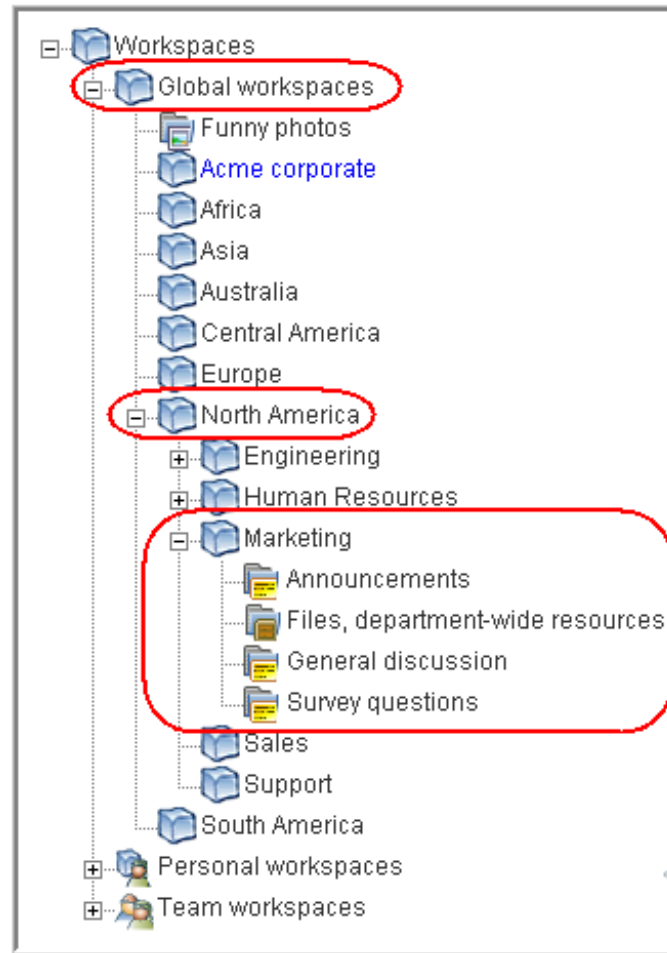 Workspaces
Global workspaces
Funny photos
Acme corporate
Africa
Asia
Australia
Central America
Europe
North America
Engineering
Human Resources
Marketing
Announcements
Files, department-wide resources
General discussion
Survey questions
Sales
Support
South America
Personal workspaces
Team workspaces